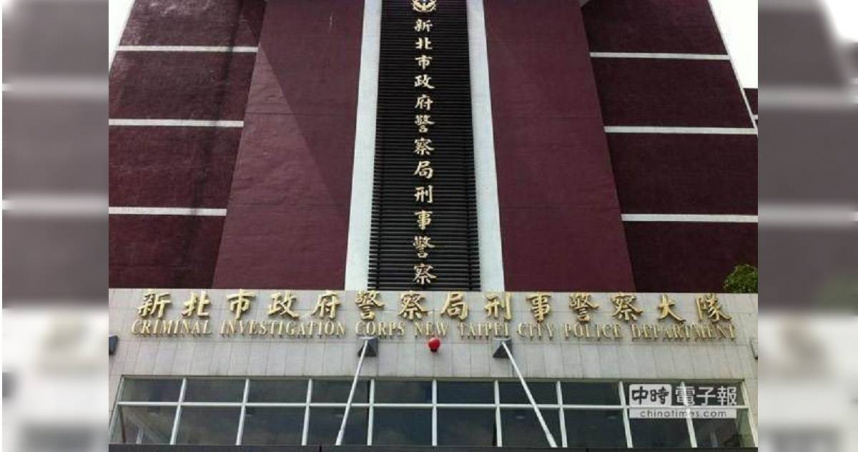 新北市政府警察局刑事警察
新北市政府警察局刑事警察大隊
CRIMINAL INVESTIGATION CORPS NEW TAIPEI CITY POLICE DEPARTMENT
中時電子報
chinatimes.com